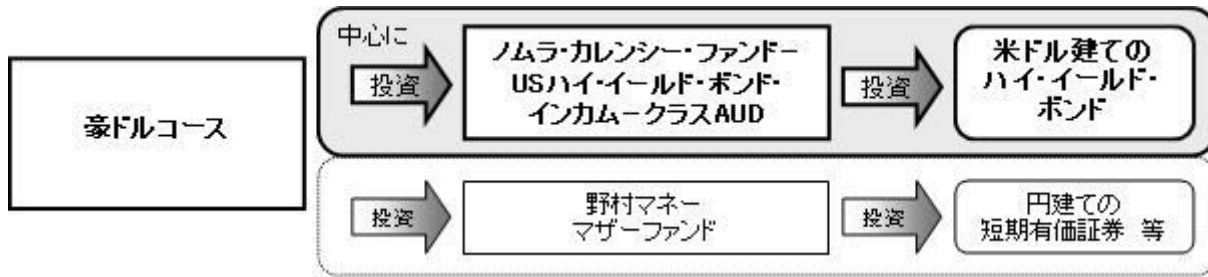 豪ドルコース
中心に
投資
ノムラ・カレンシー・ファンドー
USハイ・イールド・ボンド・
インカムークラスAUD
投資
米ドル建ての
ハイ・イールド・
ボンド
投資
野村マネー
マザーファンド
投資
円建ての
短期有価証券 等